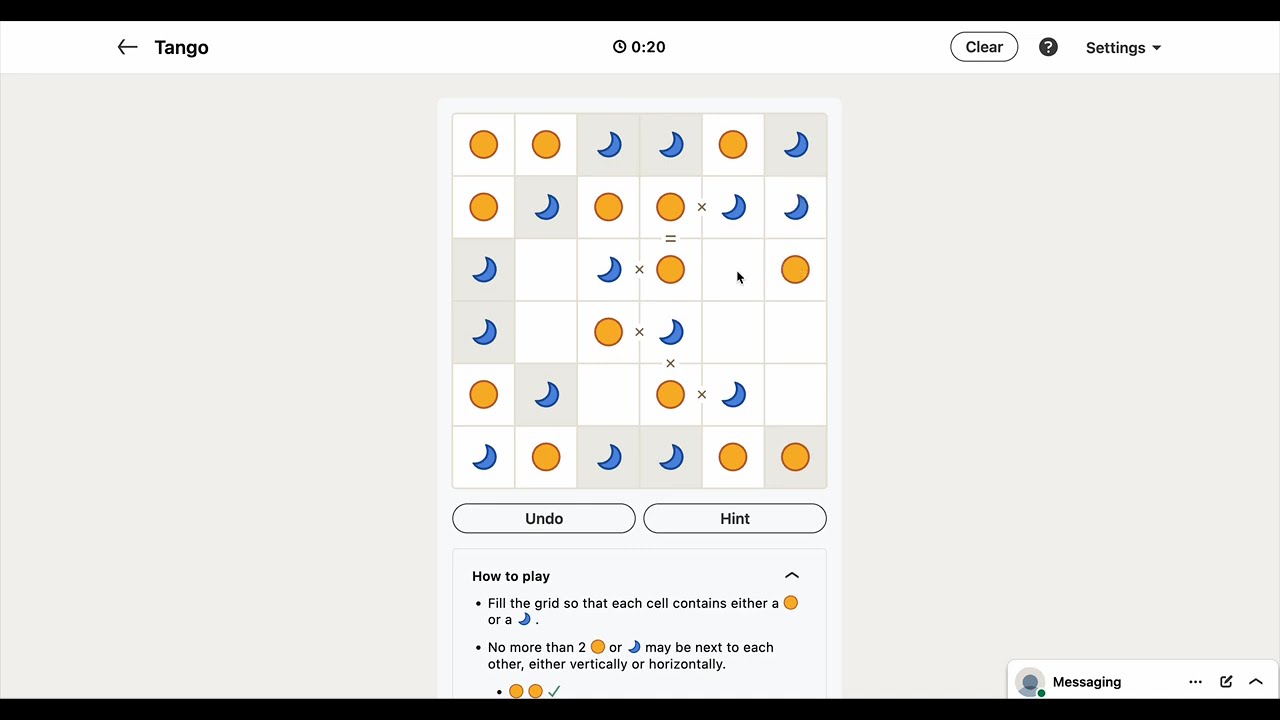 Tango
0:20
Clear
?
Settings
×
=
×
×
×
×
Undo
Hint
How to play
• Fill the grid so that each cell contains either a
or a .
• No more than 2 or may be next to each
other, either vertically or horizontally.
•
Messaging